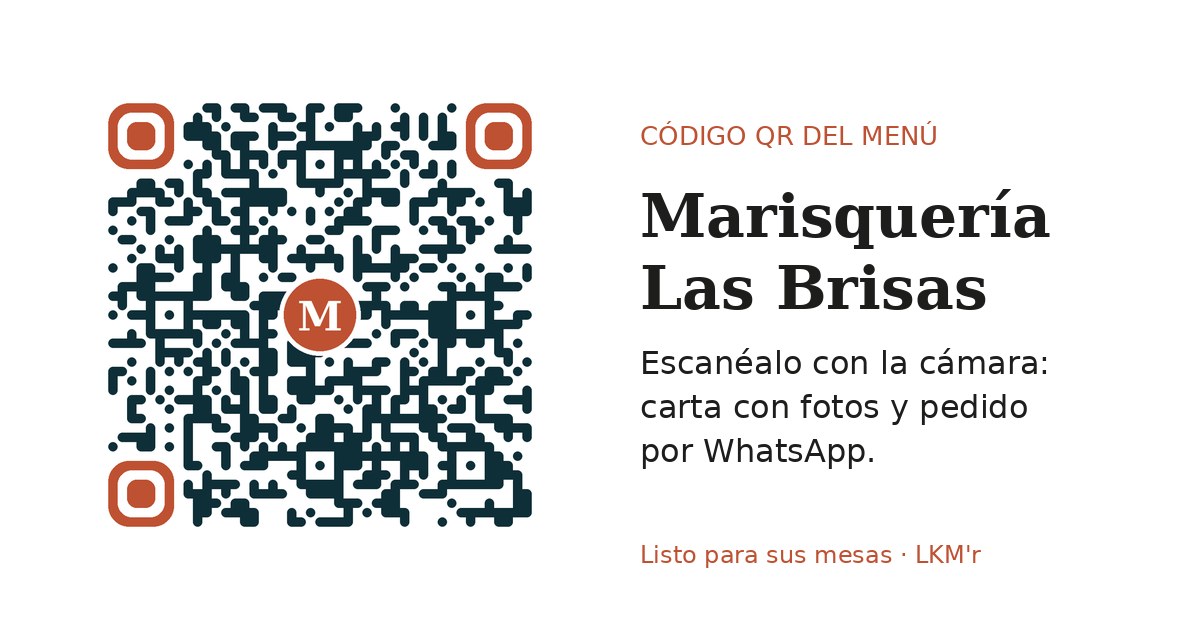 M
CÓDIGO QR DEL MENÚ
Marisquería
Las Brisas
Escanéalo con la cámara:
carta con fotos y pedido
por WhatsApp.
Listo para sus mesas · LKM'r